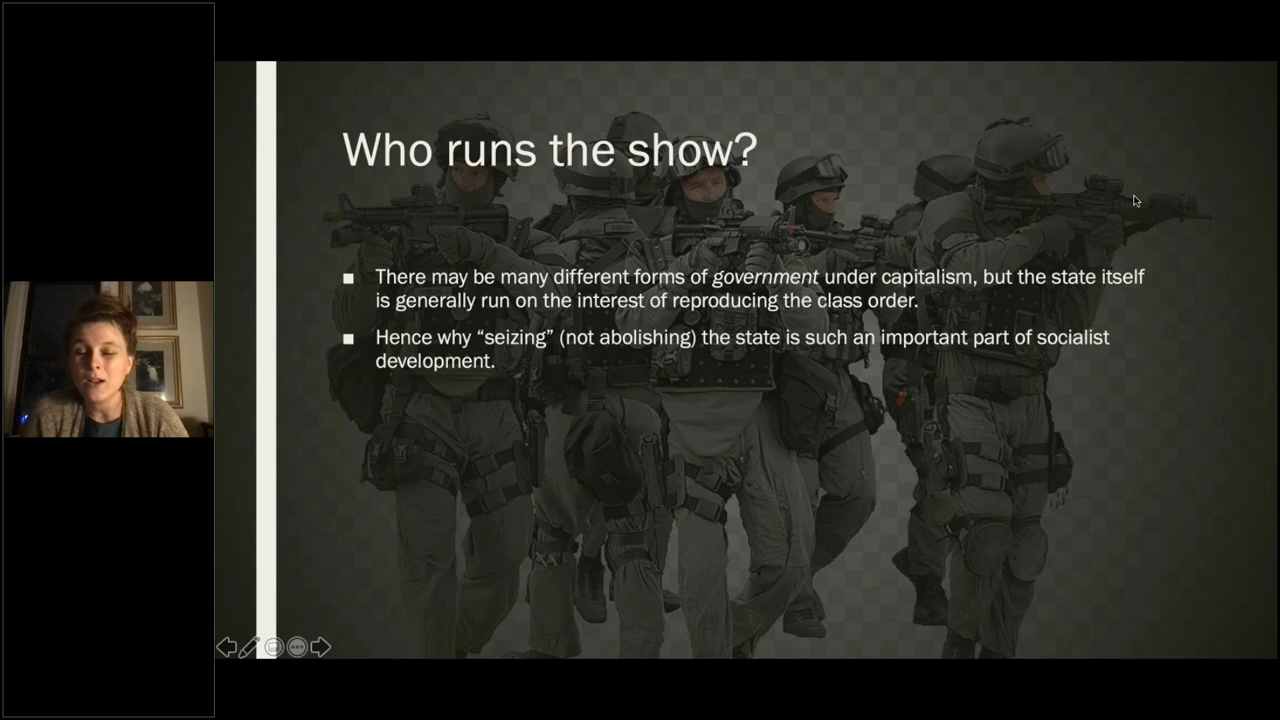 Who runs the show?
There may be many different forms of government under capitalism, but the state itself
is generally run on the interest of reproducing the class order.
Hence why “seizing” (not abolishing) the state is such an important part of socialist
development.